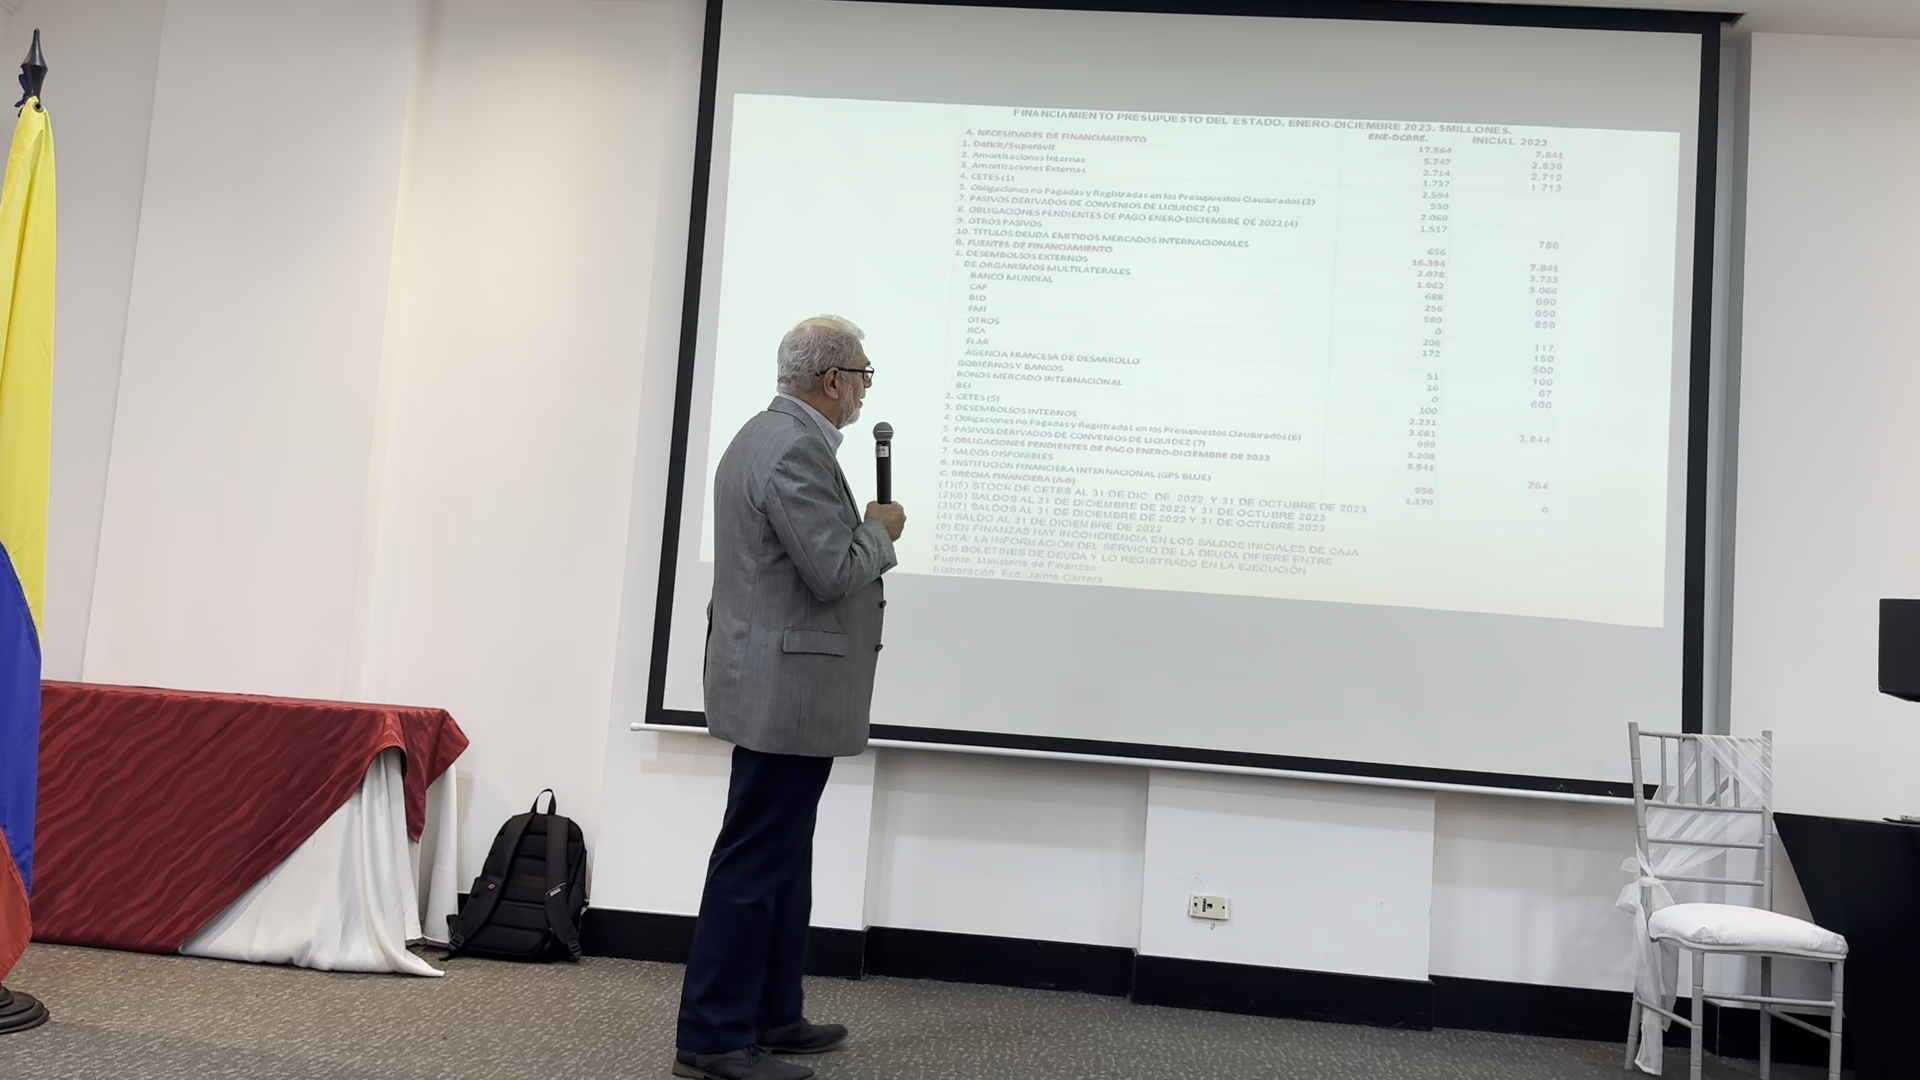 FINANCIAMIENTO PRESUPUESTO DEL ESTADO. ENERO-DICIEMBRE 2023. $MILLONES.
ENE-DCBRE. INICIAL 2023
A. NECESIDADES DE FINANCIAMIENTO 17.564 7.841
1. Déficit/Superávit 5.747 2.630
2. Amortizaciones Internas 2.714 2.712
3. Amortizaciones Externas 1.737 1.713
4. CETES (1) 2.594
5. Obligaciones no Pagadas y Registradas en los Presupuestos Clausurados (2) 530
7. PASIVOS DERIVADOS DE CONVENIOS DE LIQUIDEZ (3) 2.069
8. OBLIGACIONES PENDIENTES DE PAGO ENERO-DICIEMBRE DE 2022 (4) 1.517
9. OTROS PASIVOS 780
10. TÍTULOS DEUDA EMITIDOS MERCADOS INTERNACIONALES 656
B. FUENTES DE FINANCIAMIENTO 16.394 7.841
1. DESEMBOLSOS EXTERNOS 2.078 3.733
DE ORGANISMOS MULTILATERALES 1.962 3.066
BANCO MUNDIAL 688 690
CAF 256 650
BID 589 850
FMI 0
OTROS 206 117
JICA 172 150
FLAR 500
AGENCIA FRANCESA DE DESARROLLO 51 100
GOBIERNOS Y BANCOS 16 67
BONOS MERCADO INTERNACIONAL 0 600
BEI 100
2. CETES (5) 2.231
3. DESEMBOLSOS INTERNOS 3.681 3.844
4. Obligaciones no Pagadas y Registradas en los Presupuestos Clausurados (6) 999
5. PASIVOS DERIVADOS DE CONVENIOS DE LIQUIDEZ (7) 3.208
6. OBLIGACIONES PENDIENTES DE PAGO ENERO-DICIEMBRE DE 2023 3.541
7. SALDOS DISPONIBLES 264
8. INSTITUCIÓN FINANCIERA INTERNACIONAL (GPS BLUE) 656
C. BRECHA FINANCIERA (A-B) 1.170 0
(1)(5) STOCK DE CETES AL 31 DE DIC. DE 2022 Y 31 DE OCTUBRE DE 2023
(2)(6) SALDOS AL 31 DE DICIEMBRE DE 2022 Y 31 DE OCTUBRE 2023
(3)(7) SALDOS AL 31 DE DICIEMBRE DE 2022 Y 31 DE OCTUBRE 2023
(4) SALDO AL 31 DE DICIEMBRE DE 2022
(9) EN FINANZAS HAY INCOHERENCIA EN LOS SALDOS INICIALES DE CAJA
NOTA: LA INFORMACIÓN DEL SERVICIO DE LA DEUDA DIFIERE ENTRE
LOS BOLETINES DE DEUDA Y LO REGISTRADO EN LA EJECUCIÓN
Fuente: Ministerio de Finanzas
Elaboración: Eco. Jaime Carrera